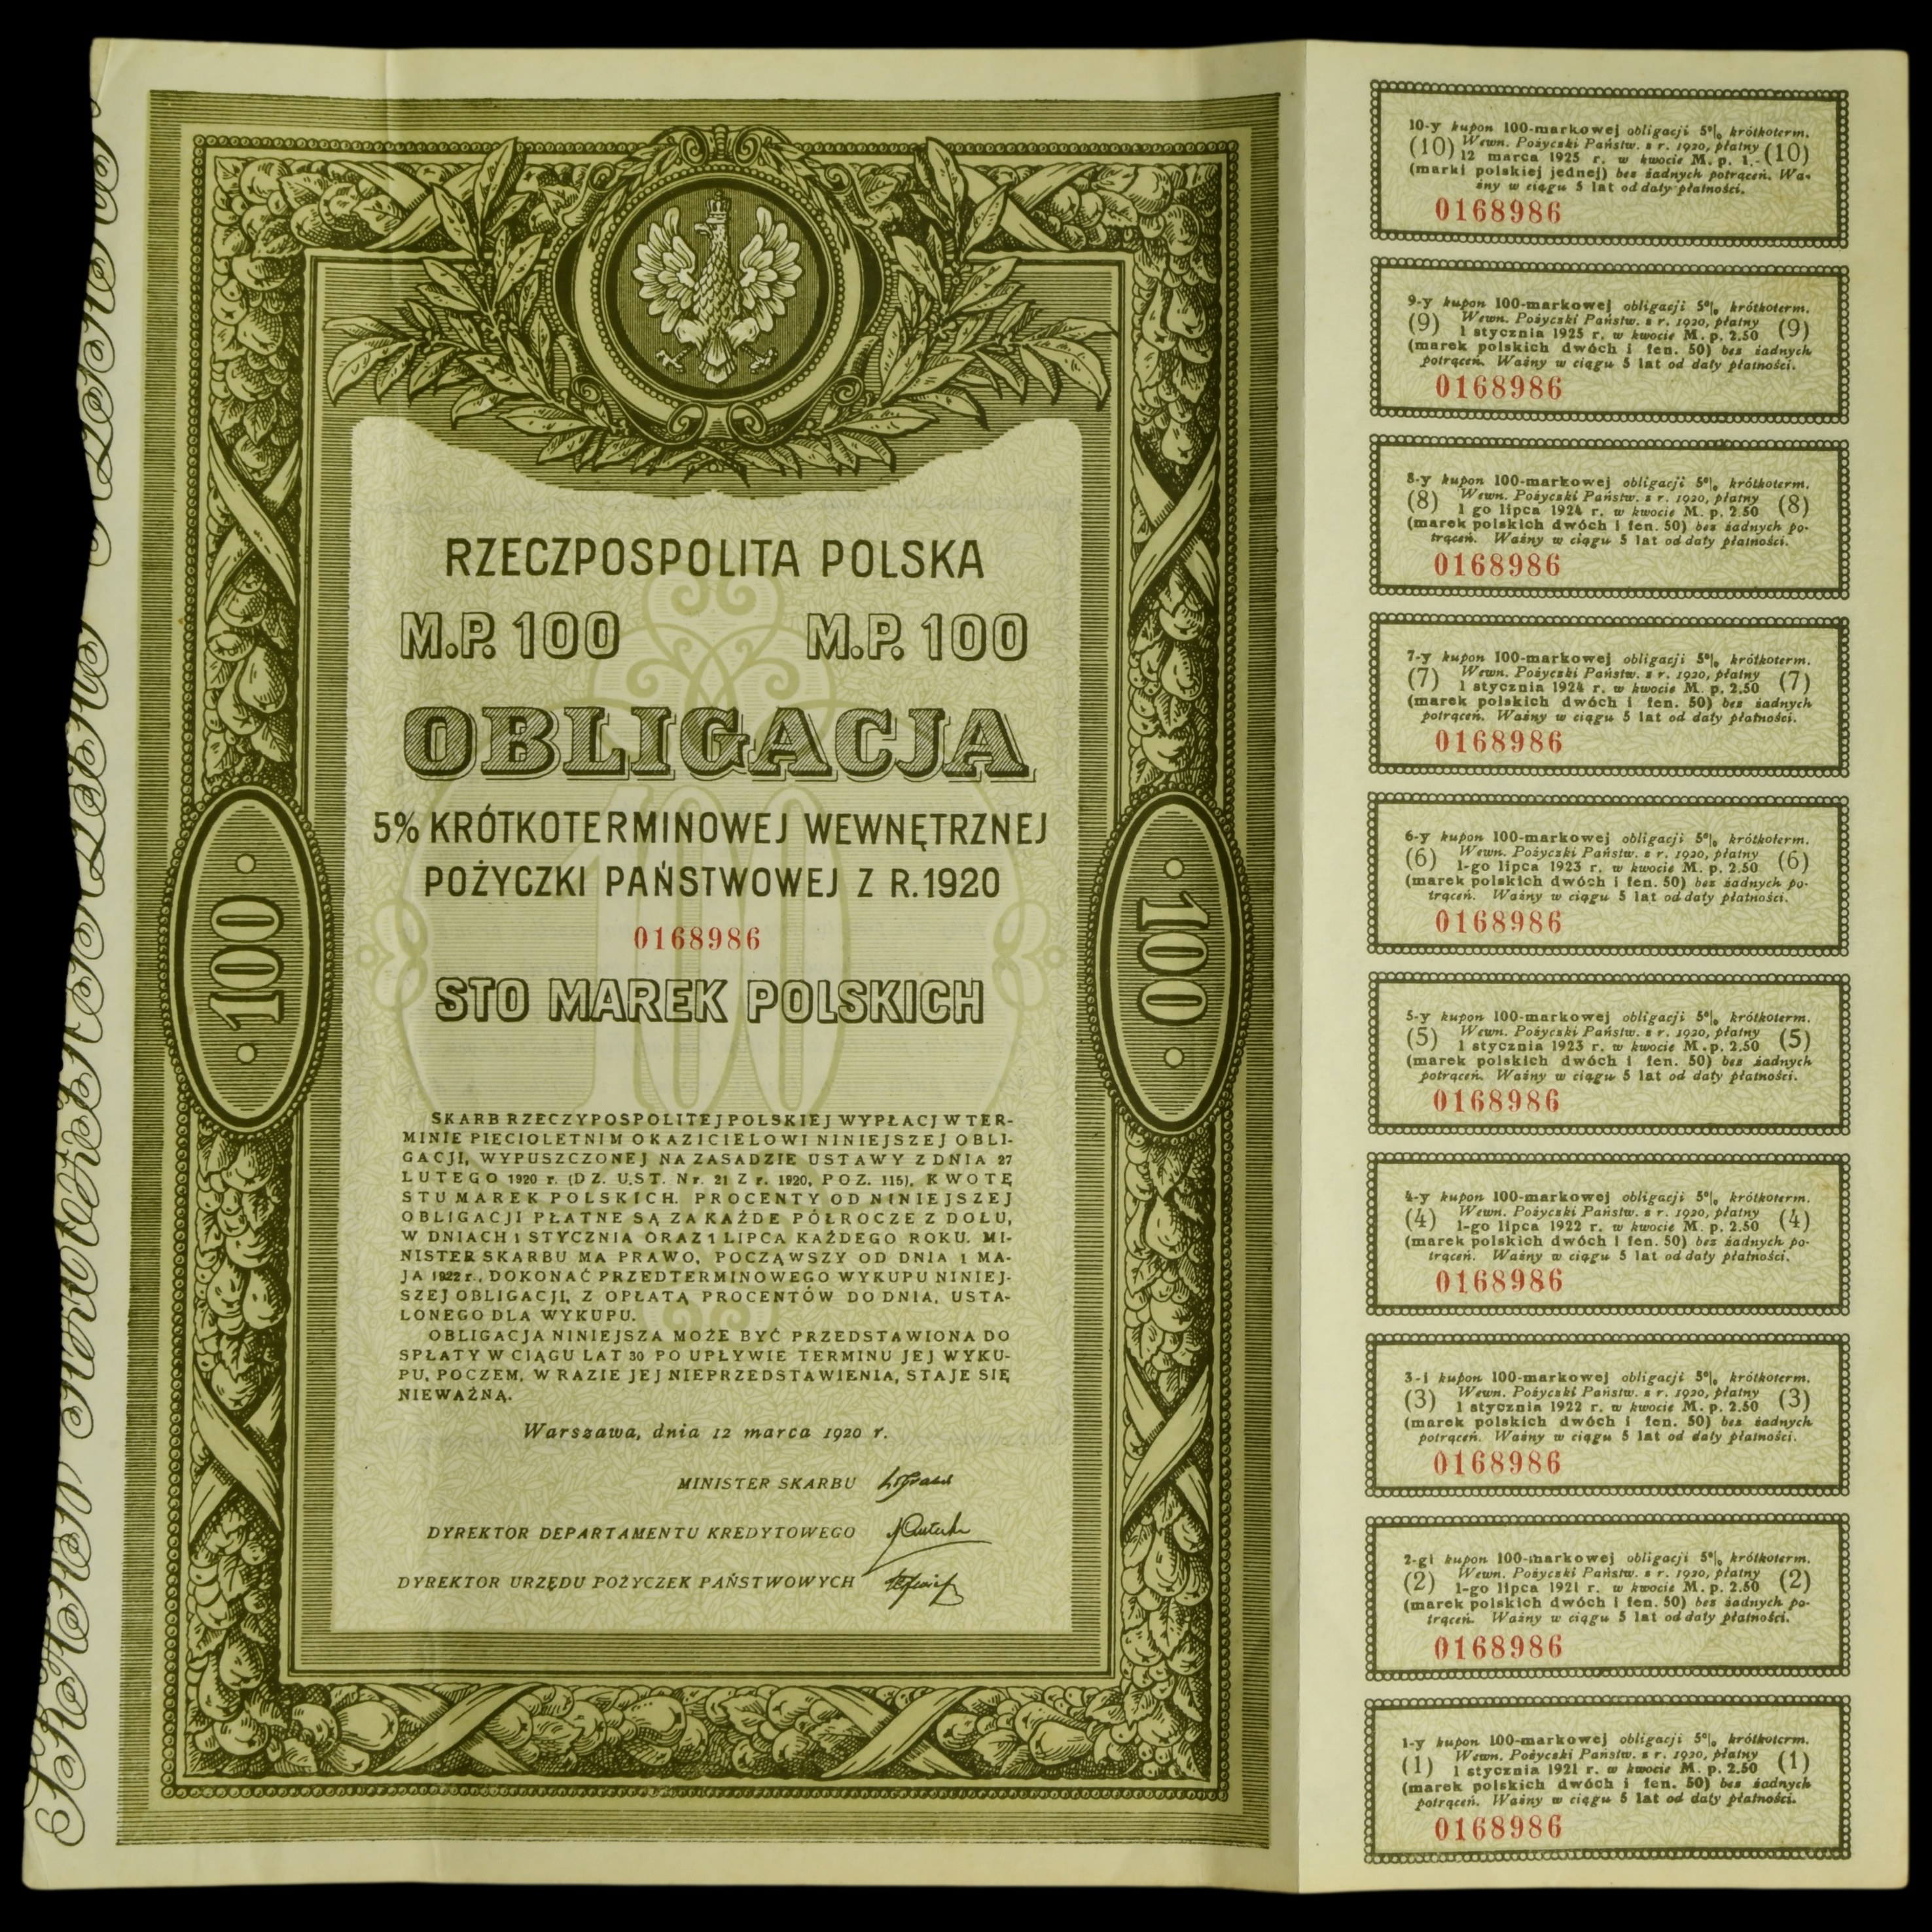 RZECZPOSPOLITA POLSKA
M.P. 100 M.P. 100
OBLIGACJA
5% KRÓTKOTERMINOWEJ WEWNĘTRZNEJ
POŻYCZKI PAŃSTWOWEJ Z R. 1920
0168986
STO MAREK POLSKICH
100
100
SKARB RZECZYPOSPOLITEJ POLSKIEJ WYPŁACI W TER-
MINIE PIĘCIOLETNIM OKAZICIELOWI NINIEJSZEJ OBLI-
GACJI, WYPUSZCZONEJ NA ZASADZIE USTAWY Z DNIA 27
LUTEGO 1920 r. (DZ. UST. Nr. 21 Z r. 1920, POZ. 115), KWOTĘ
STU MAREK POLSKICH. PROCENTY OD NINIEJSZEJ
OBLIGACJI PŁATNE SĄ ZA KAŻDE PÓŁROCZE Z DOŁU,
W DNIACH 1 STYCZNIA ORAZ 1 LIPCA KAŻDEGO ROKU. MI-
NISTER SKARBU MA PRAWO, POCZĄWSZY OD DNIA 1 MA-
JA 1922 r., DOKONAĆ PRZEDTERMINOWEGO WYKUPU NINIEJ-
SZEJ OBLIGACJI, Z OPŁATĄ PROCENTÓW DO DNIA, USTA-
LONEGO DLA WYKUPU.
OBLIGACJA NINIEJSZA MOŻE BYĆ PRZEDSTAWIONA DO
SPŁATY W CIĄGU LAT 30 PO UPŁYWIE TERMINU JEJ WYKU-
PU, POCZEM, W RAZIE JEJ NIEPRZEDSTAWIENIA, STAJE SIĘ
NIEWAŻNĄ.
Warszawa, dnia 12 marca 1920 r.
MINISTER SKARBU
DYREKTOR DEPARTAMENTU KREDYTOWEGO
DYREKTOR URZĘDU POŻYCZEK PAŃSTWOWYCH
10-y kupon 100-markowej obligacji 5% krótkoterm.
(10) Wewn. Pożyczki Państw. z r. 1920, płatny (10)
12 marca 1925 r. w kwocie M. p. 1.-
(marki polskiej jednej) bez żadnych potrąceń. Wa-
żny w ciągu 5 lat od daty płatności.
0168986
9-y kupon 100-markowej obligacji 5% krótkoterm.
(9) Wewn. Pożyczki Państw. z r. 1920, płatny (9)
1 stycznia 1925 r. w kwocie M. p. 2.50
(marek polskich dwóch i fen. 50) bez żadnych
potrąceń. Ważny w ciągu 5 lat od daty płatności.
0168986
8-y kupon 100-markowej obligacji 5% krótkoterm.
(8) Wewn. Pożyczki Państw. z r. 1920, płatny (8)
1 go lipca 1924 r. w kwocie M. p. 2.50
(marek polskich dwóch i fen. 50) bez żadnych po-
trąceń. Ważny w ciągu 5 lat od daty płatności.
0168986
7-y kupon 100-markowej obligacji 5% krótkoterm.
(7) Wewn. Pożyczki Państw. z r. 1920, płatny (7)
1 stycznia 1924 r. w kwocie M. p. 2.50
(marek polskich dwóch i fen. 50) bez żadnych
potrąceń. Ważny w ciągu 5 lat od daty płatności.
0168986
6-y kupon 100-markowej obligacji 5% krótkoterm.
(6) Wewn. Pożyczki Państw. z r. 1920, płatny (6)
1-go lipca 1923 r. w kwocie M. p. 2.50
(marek polskich dwóch i fen. 50) bez żadnych po-
trąceń. Ważny w ciągu 5 lat od daty płatności.
0168986
5-y kupon 100-markowej obligacji 5% krótkoterm.
(5) Wewn. Pożyczki Państw. z r. 1920, płatny (5)
1 stycznia 1923 r. w kwocie M. p. 2.50
(marek polskich dwóch i fen. 50) bez żadnych
potrąceń. Ważny w ciągu 5 lat od daty płatności.
0168986
4-y kupon 100-markowej obligacji 5% krótkoterm.
(4) Wewn. Pożyczki Państw. z r. 1920, płatny (4)
1-go lipca 1922 r. w kwocie M. p. 2.50
(marek polskich dwóch i fen. 50) bez żadnych po-
trąceń. Ważny w ciągu 5 lat od daty płatności.
0168986
3-i kupon 100-markowej obligacji 5% krótkoterm.
(3) Wewn. Pożyczki Państw. z r. 1920, płatny (3)
1 stycznia 1922 r. w kwocie M. p. 2.50
(marek polskich dwóch i fen. 50) bez żadnych
potrąceń. Ważny w ciągu 5 lat od daty płatności.
0168986
2-gi kupon 100-markowej obligacji 5% krótkoterm.
(2) Wewn. Pożyczki Państw. z r. 1920, płatny (2)
1-go lipca 1921 r. w kwocie M. p. 2.50
(marek polskich dwóch i fen. 50) bez żadnych po-
trąceń. Ważny w ciągu 5 lat od daty płatności.
0168986
1-y kupon 100-markowej obligacji 5% krótkoterm.
(1) Wewn. Pożyczki Państw. z r. 1920, płatny (1)
1 stycznia 1921 r. w kwocie M. p. 2.50
(marek polskich dwóch i fen. 50) bez żadnych
potrąceń. Ważny w ciągu 5 lat od daty płatności.
0168986